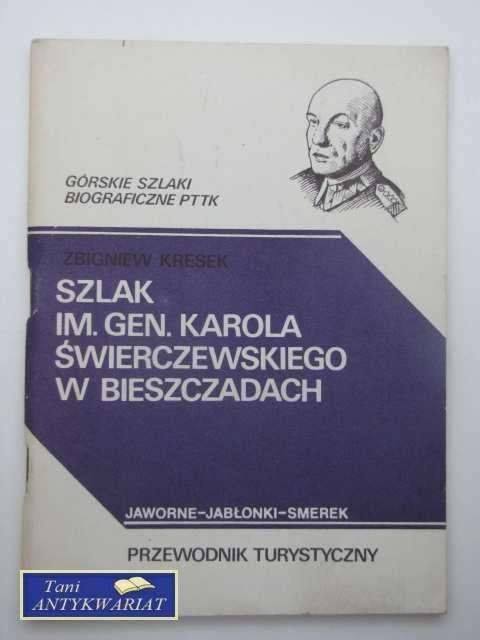 GÓRSKIE SZLAKI
BIOGRAFICZNE PTTK
ZBIGNIEW KRESEK
SZLAK
IM. GEN. KAROLA
ŚWIERCZEWSKIEGO
W BIESZCZADACH
JAWORNE-JABŁONKI-SMEREK
PRZEWODNIK TURYSTYCZNY
Tani
ANTYKWARIAT